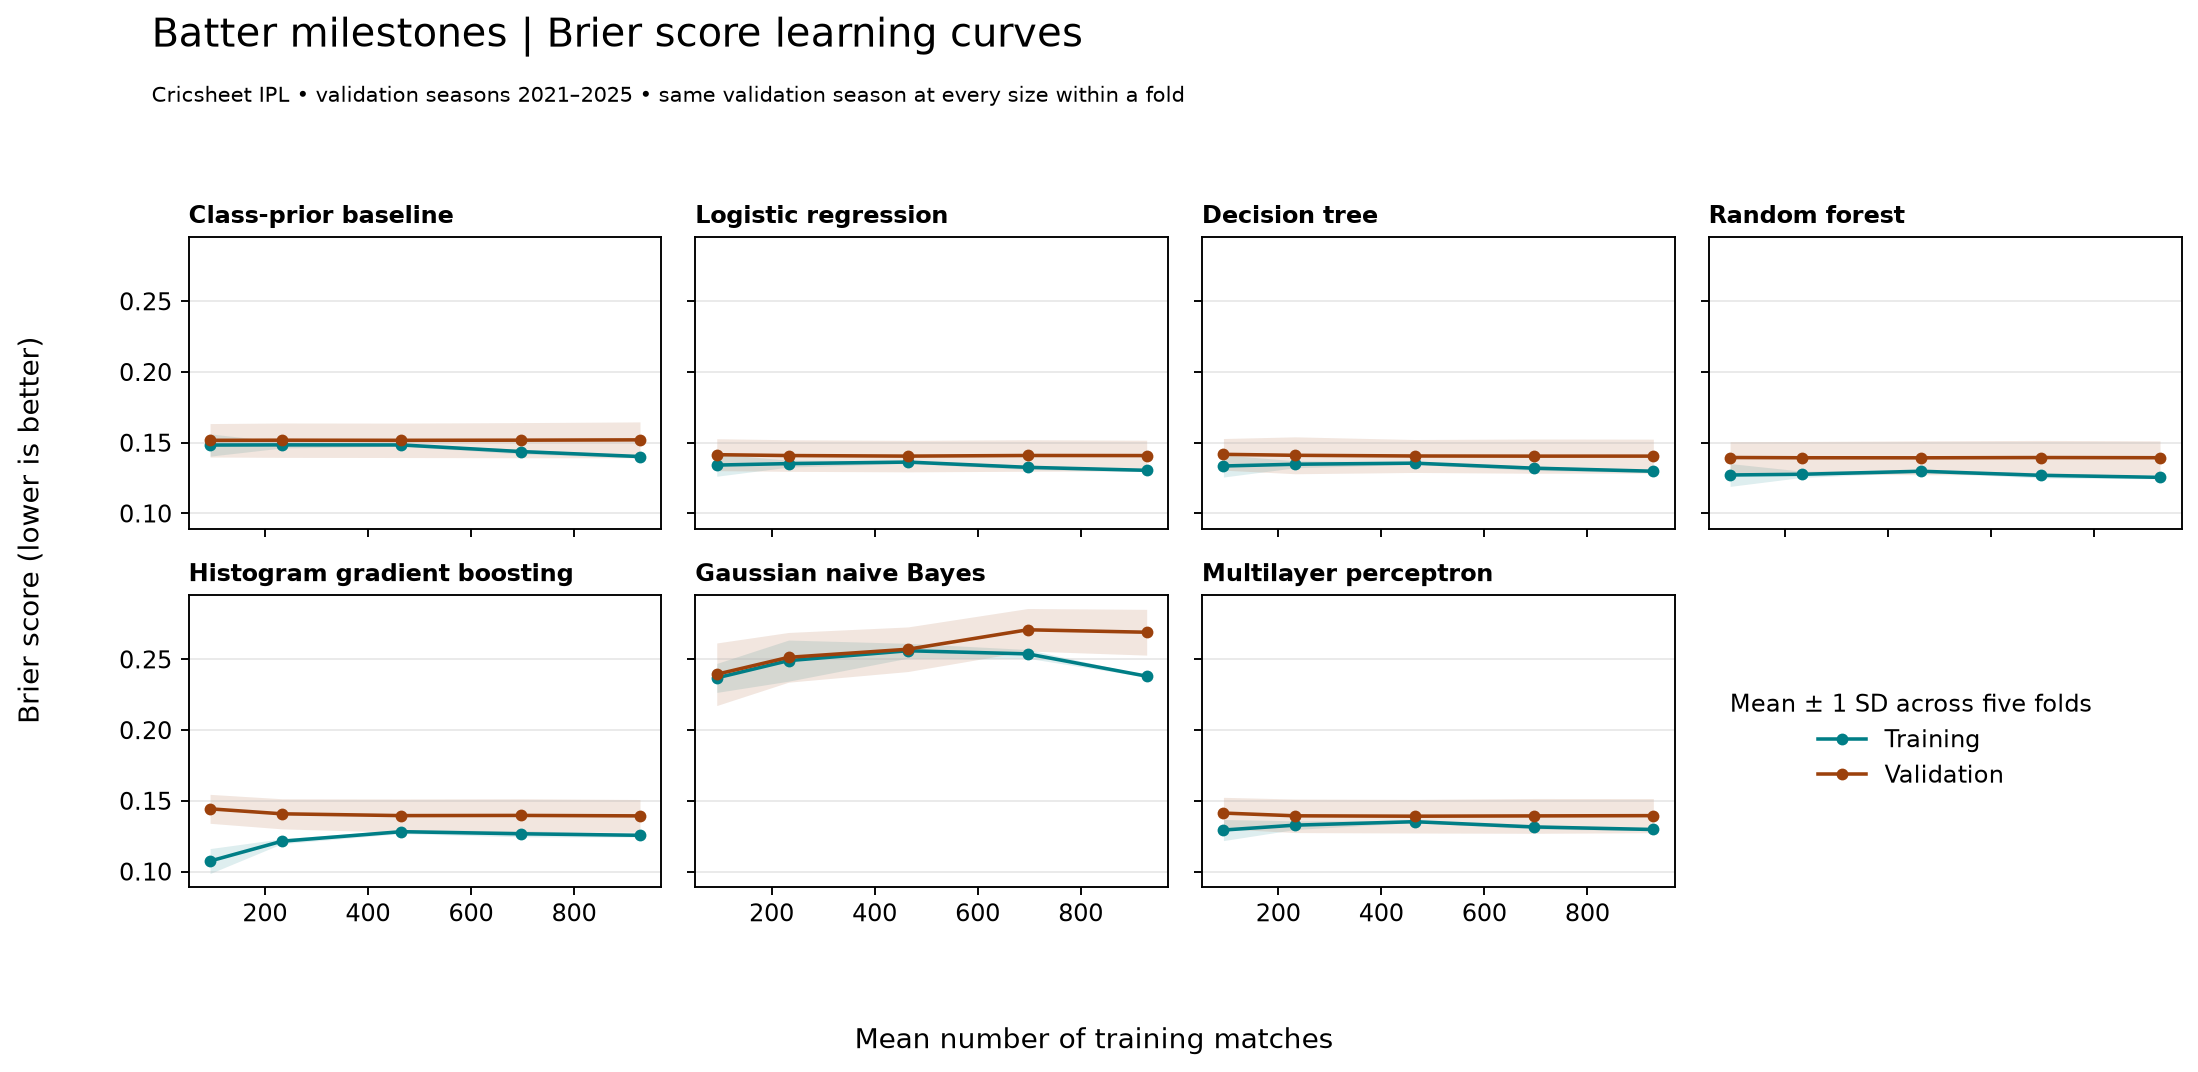 Batter milestones | Brier score learning curves
Cricsheet IPL • validation seasons 2021–2025 • same validation season at every size within a fold
Brier score (lower is better)
Class-prior baseline
Logistic regression
Decision tree
Random forest
0.25
0.20
0.15
0.10
Histogram gradient boosting
Gaussian naive Bayes
Multilayer perceptron
0.25
0.20
0.15
0.10
200 400 600 800
200 400 600 800
200 400 600 800
Mean ± 1 SD across five folds
Training
Validation
Mean number of training matches